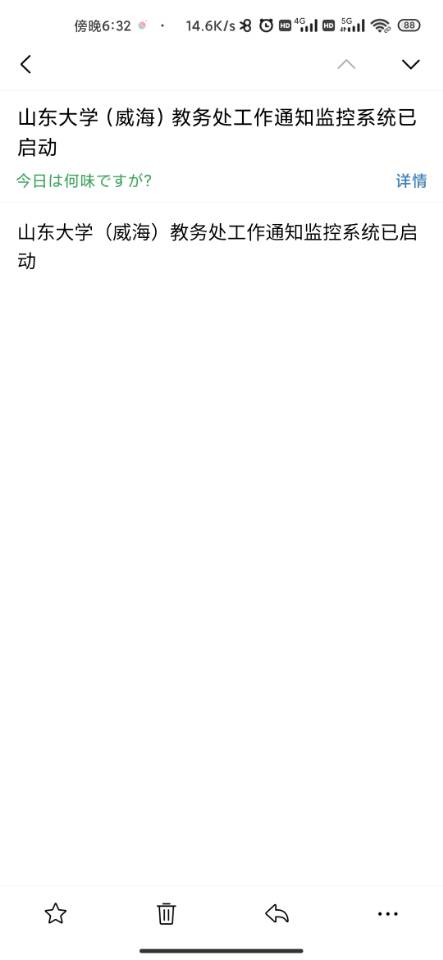 傍晚6:32 · 14.6K/s HD 4G HD 5G 88
山东大学（威海）教务处工作通知监控系统已
启动
今日は何味ですが? 详情
山东大学（威海）教务处工作通知监控系统已启
动